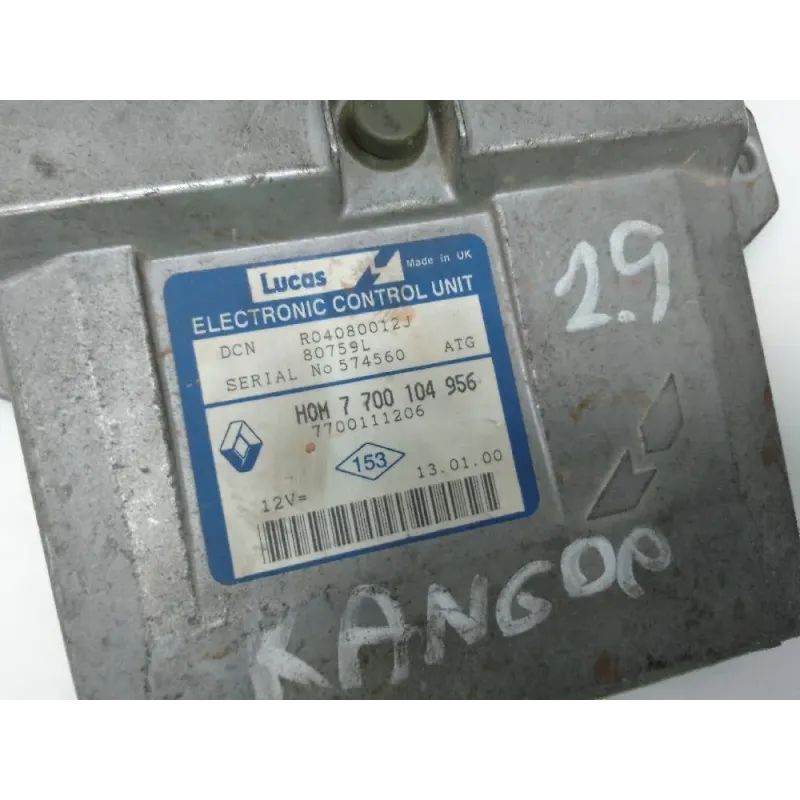 Lucas Made in UK
ELECTRONIC CONTROL UNIT
DCN R04080012J
80759L ATG
SERIAL No 574560
HOM 7 700 104 956
7700111206
153
13.01.00
12V=
2.9
KANGOO